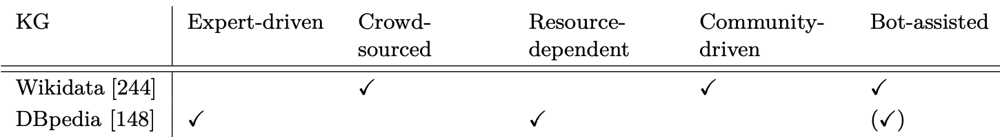 KG Expert-driven Crowd- Resource- Community- Bot-assisted
sourced dependent driven
Wikidata [244] ✓ ✓ ✓
DBpedia [148] ✓ ✓ (✓)